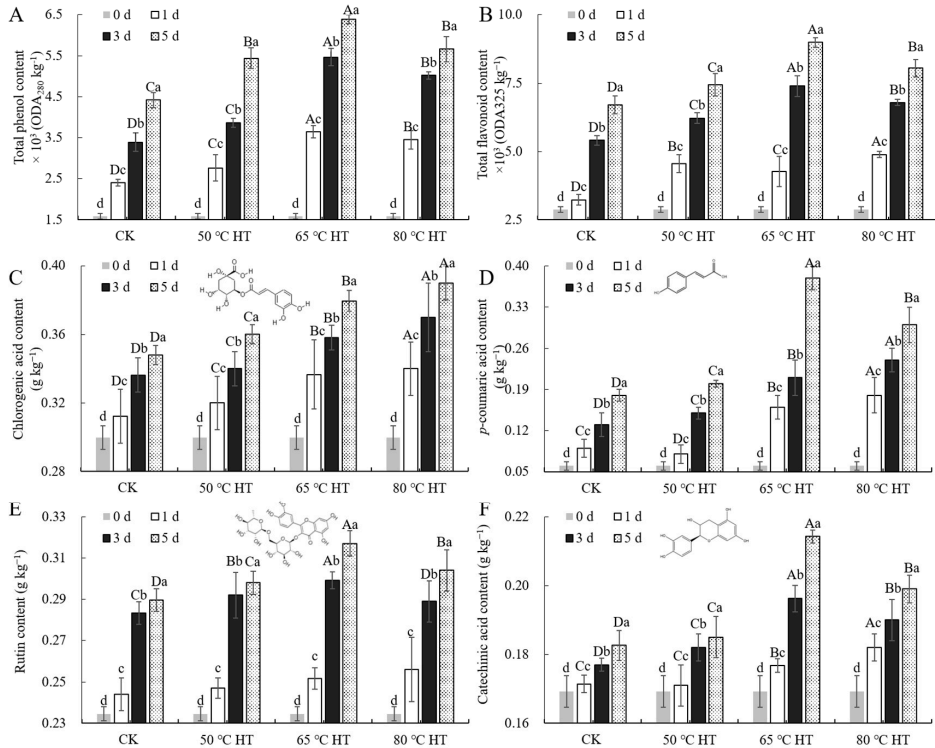 A
Total phenol content
× 10³ (ODA₂₈₀ kg⁻¹)
6.5
5.5
4.5
3.5
2.5
1.5
0 d 1 d
3 d 5 d
d Dc Db Ca
d Cc Cb Ba
d Ac Ab Aa
d Bc Bb Ba
CK 50 °C HT 65 °C HT 80 °C HT
B
Total flavonoid content
×10³ (ODA325 kg⁻¹)
10.0
7.5
5.0
2.5
0 d 1 d
3 d 5 d
d Dc Db Da
d Bc Cb Ca
d Cc Ab Aa
d Ac Bb Ba
CK 50 °C HT 65 °C HT 80 °C HT
C
Chlorogenic acid content
(g kg⁻¹)
0.40
0.36
0.32
0.28
0 d 1 d
3 d 5 d
d Dc Db Da
d Cc Cb Ca
d Bc Bb Ba
d Ac Ab Aa
CK 50 °C HT 65 °C HT 80 °C HT
D
p-coumaric acid content
(g kg⁻¹)
0.40
0.33
0.26
0.19
0.12
0.05
0 d 1 d
3 d 5 d
d Cc Db Da
d Dc Cb Ca
d Bc Bb Aa
d Ac Ab Ba
CK 50 °C HT 65 °C HT 80 °C HT
E
Rutin content (g kg⁻¹)
0.33
0.31
0.29
0.27
0.25
0.23
0 d 1 d
3 d 5 d
d c Cb Da
d c Bb Ca
d c Ab Aa
d c Db Ba
CK 50 °C HT 65 °C HT 80 °C HT
F
Catechinic acid content (g kg⁻¹)
0.22
0.20
0.18
0.16
0 d 1 d
3 d 5 d
d Cc Db Da
d Cc Cb Ca
d Bc Ab Aa
d Ac Bb Ba
CK 50 °C HT 65 °C HT 80 °C HT